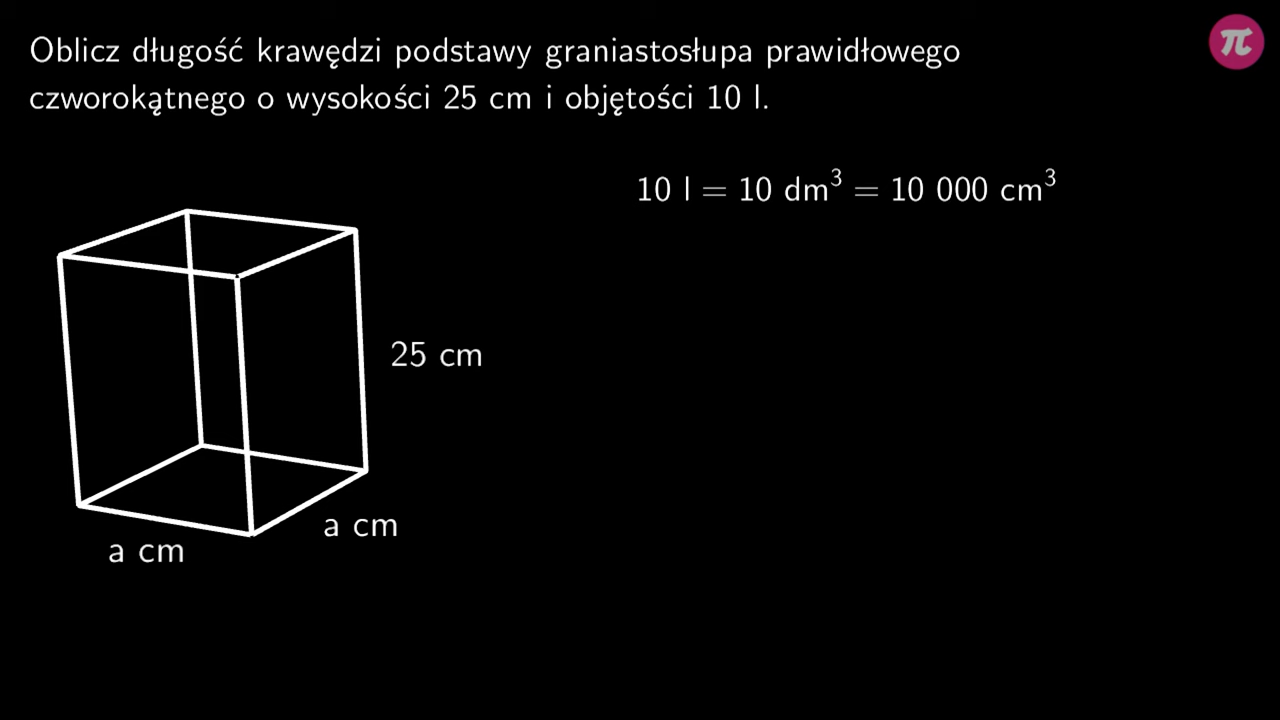 Oblicz długość krawędzi podstawy graniastosłupa prawidłowego
czworokątnego o wysokości 25 cm i objętości 10 l.
10 l = 10 dm³ = 10 000 cm³
25 cm
a cm
a cm
π